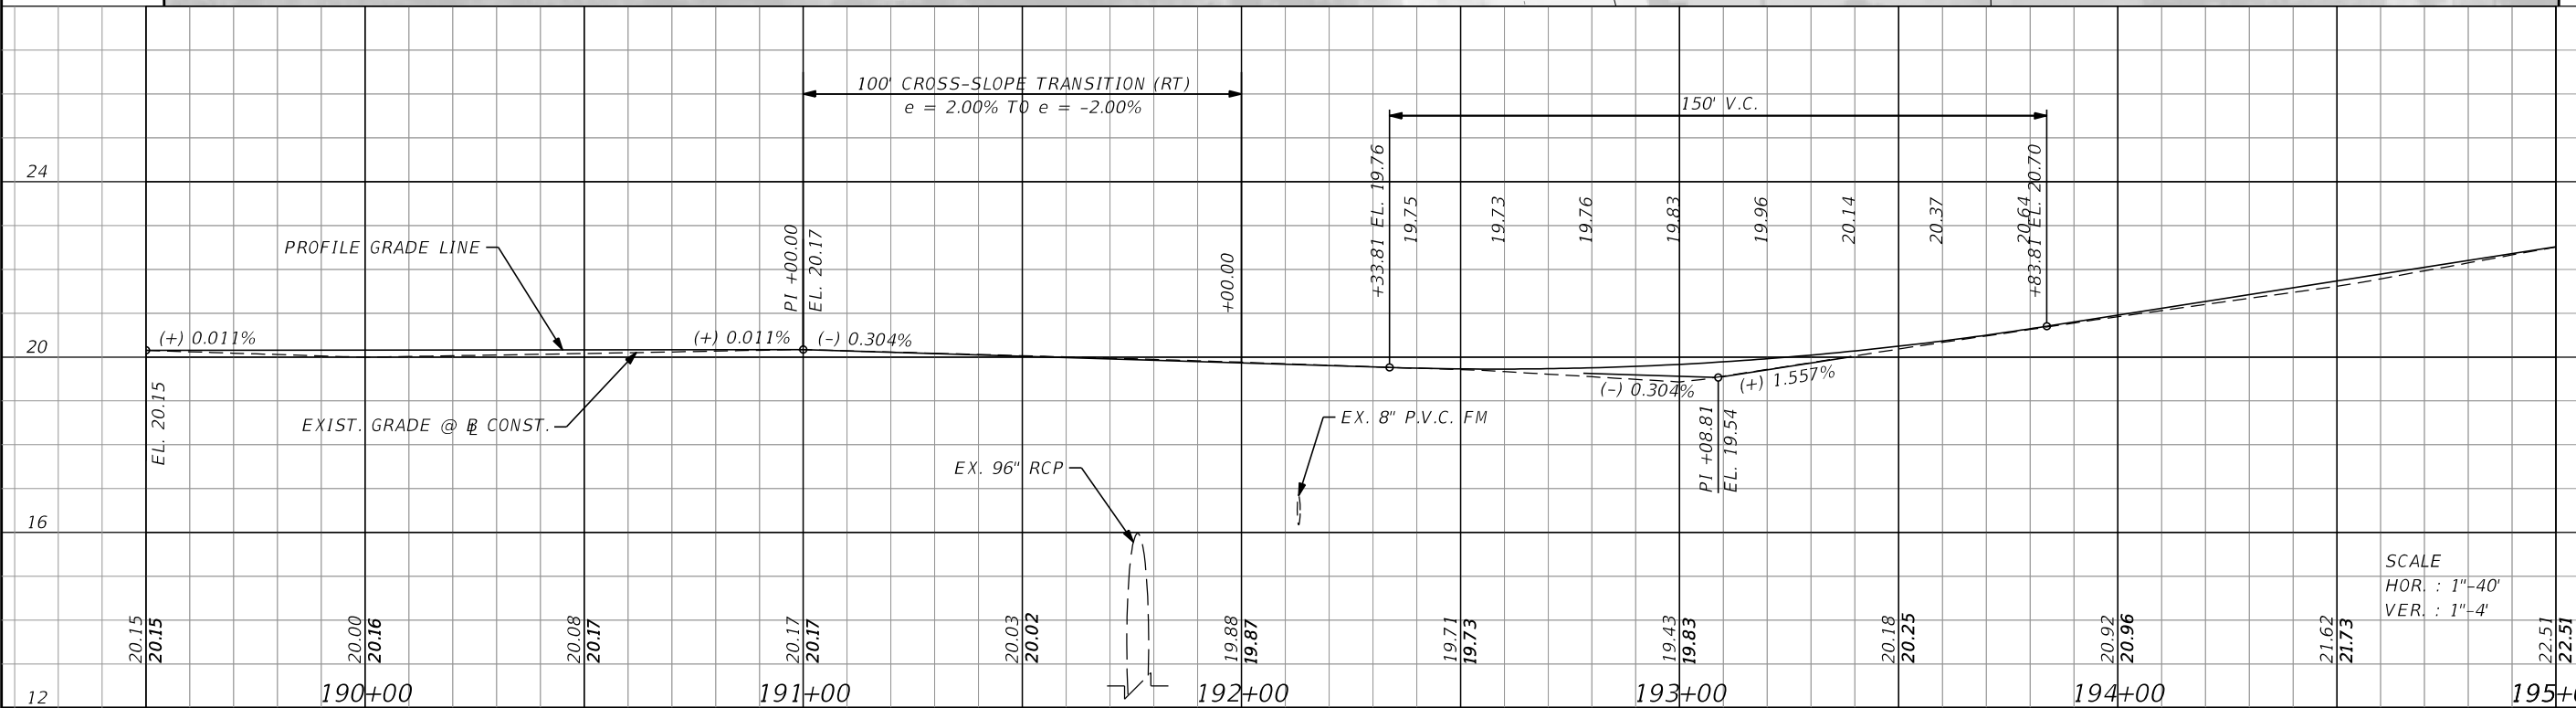 100' CROSS-SLOPE TRANSITION (RT)
e = 2.00% TO e = -2.00%
150' V.C.
24
20
16
12
PROFILE GRADE LINE
PI +00.00
EL. 20.17
+00.00
+33.81 EL. 19.76
19.75
19.73
19.76
19.83
19.96
20.14
20.37
20.64
+83.81 EL. 20.70
(+) 0.011%
(+) 0.011%
(-) 0.304%
EL. 20.15
EXIST. GRADE @ BL CONST.
EX. 96" RCP
EX. 8" P.V.C. FM
(-) 0.304%
(+) 1.557%
PI +08.81
EL. 19.54
SCALE
HOR. : 1"-40'
VER. : 1"-4'
20.15
20.15
20.00
20.16
20.08
20.17
20.17
20.17
20.03
20.02
19.88
19.87
19.71
19.73
19.43
19.83
20.18
20.25
20.92
20.96
21.62
21.73
22.51
22.51
190+00
191+00
192+00
193+00
194+00
195+0